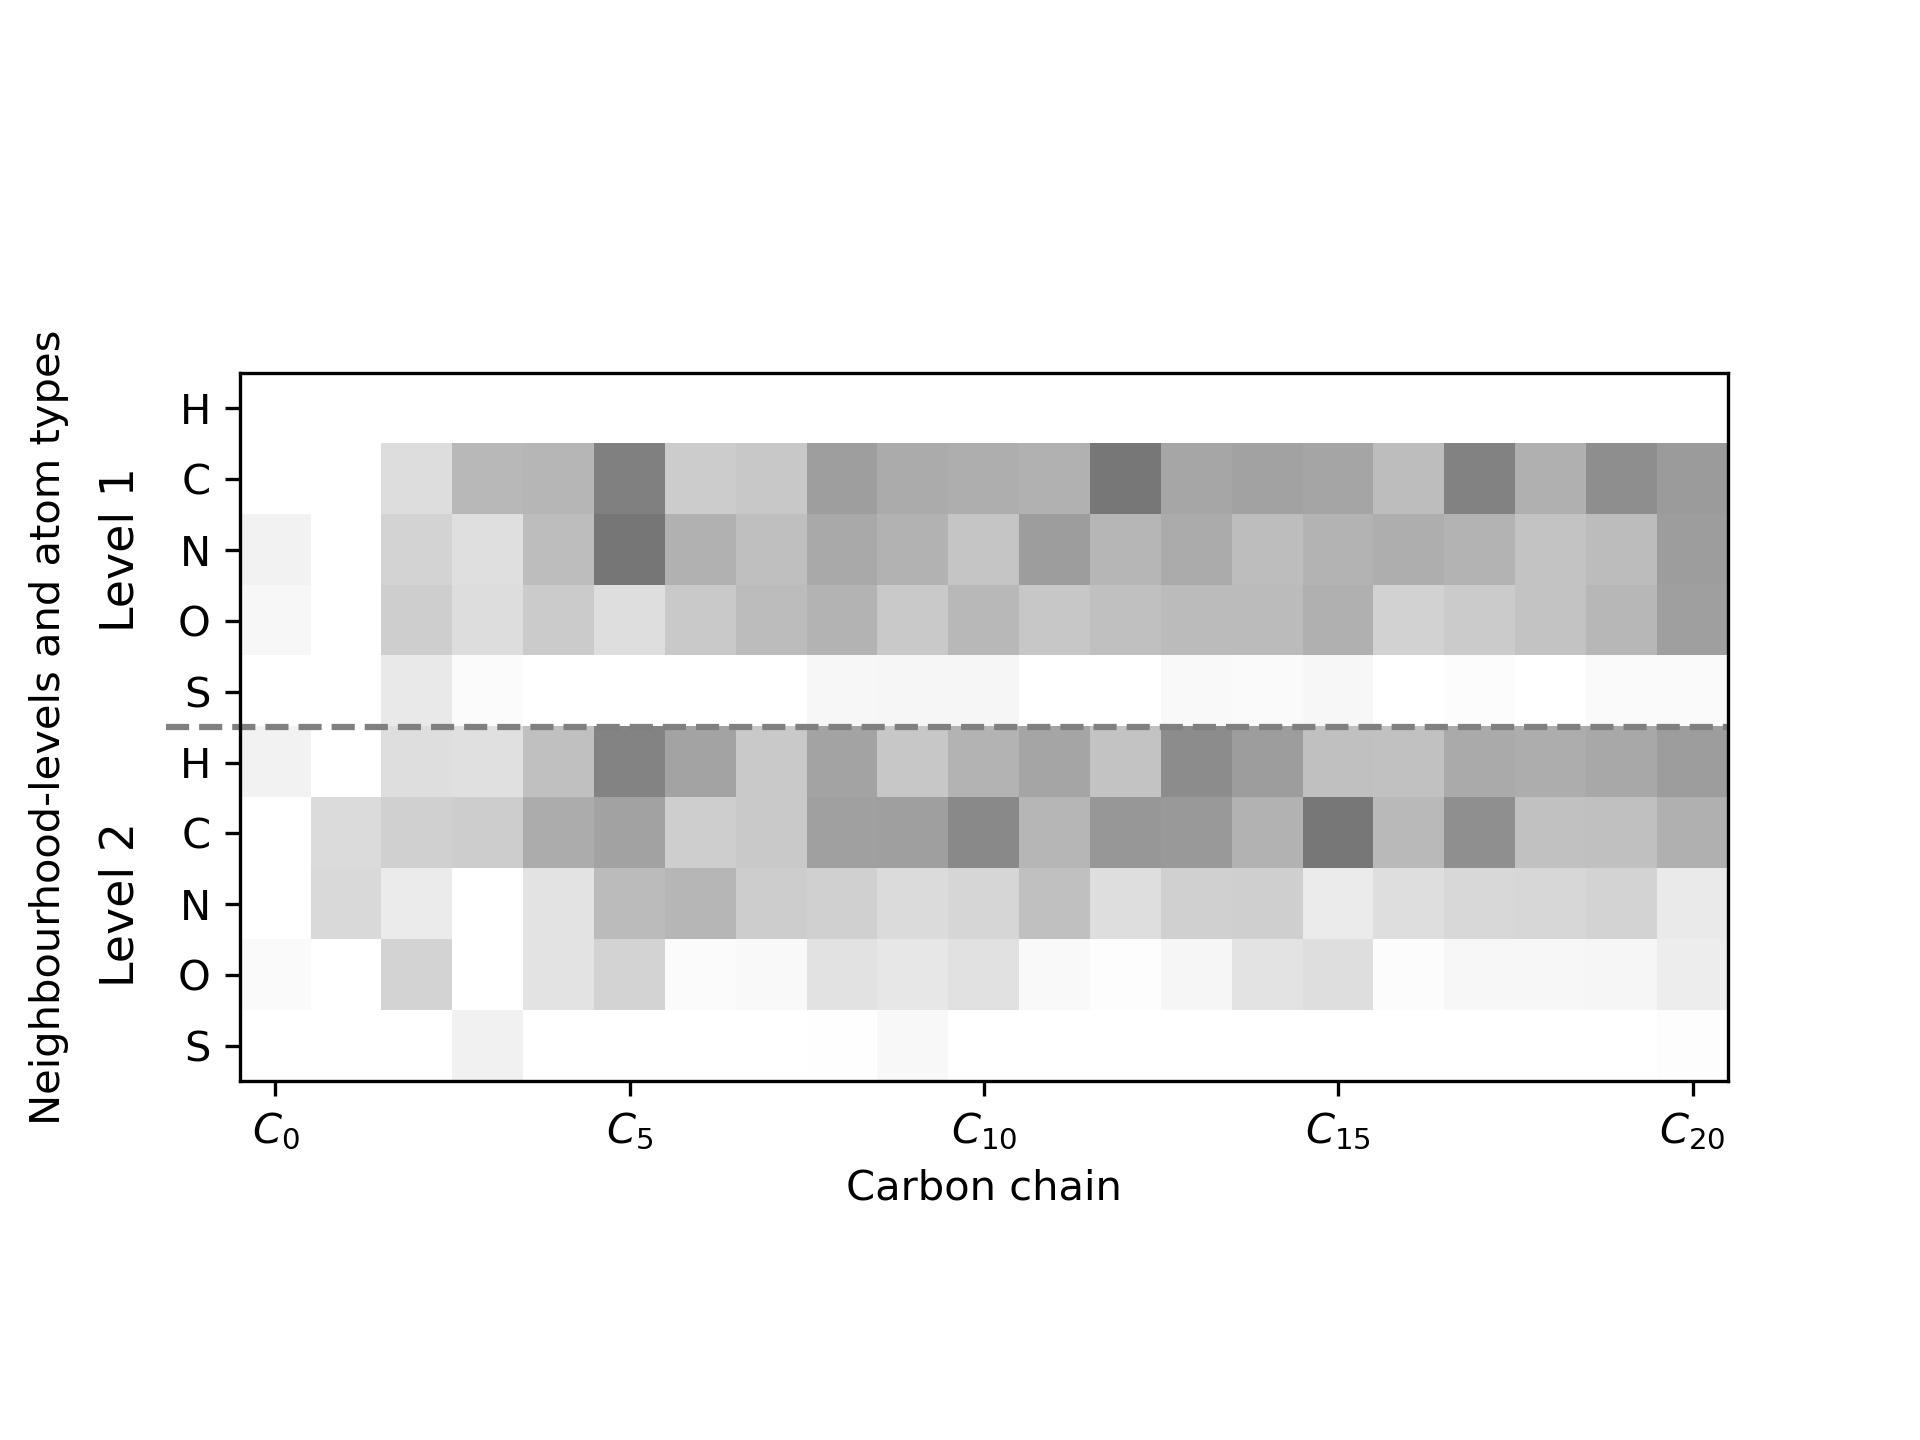 Neighbourhood-levels and atom types
Level 1
H
C
N
O
S
Level 2
H
C
N
O
S
C₀ C₅ C₁₀ C₁₅ C₂₀
Carbon chain